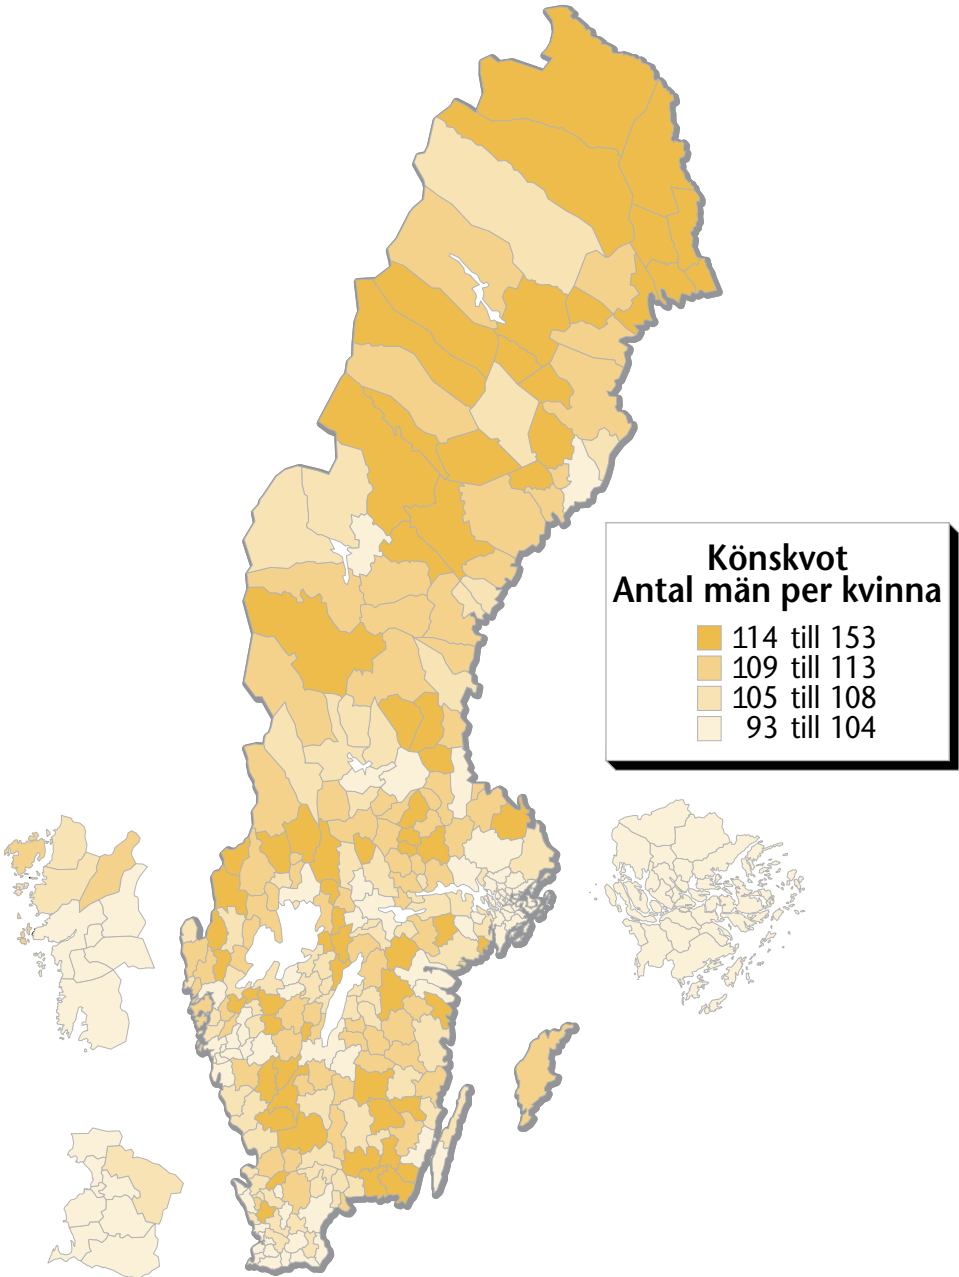 Könskvot
Antal män per kvinna
114 till 153
109 till 113
105 till 108
93 till 104